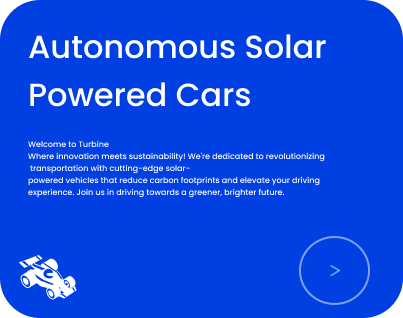 Autonomous Solar
Powered Cars
Welcome to Turbine
Where innovation meets sustainability! We're dedicated to revolutionizing
transportation with cutting-edge solar-
powered vehicles that reduce carbon footprints and elevate your driving
experience. Join us in driving towards a greener, brighter future.
>